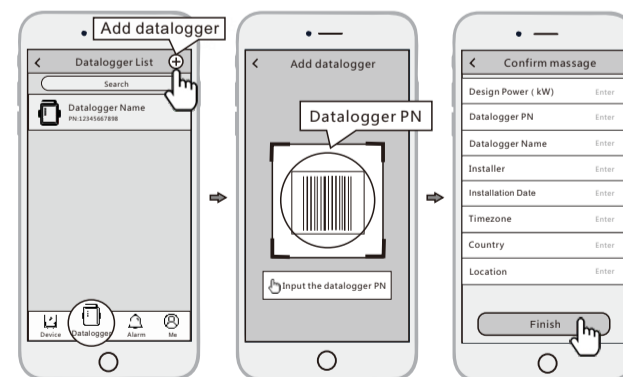 Add datalogger
Datalogger List
Search
Datalogger Name
PN:12345667898
Device
Datalogger
Alarm
Me
Add datalogger
Datalogger PN
Input the datalogger PN
Confirm massage
Design Power ( kW) Enter
Datalogger PN Enter
Datalogger Name Enter
Installer Enter
Installation Date Enter
Timezone Enter
Country Enter
Location Enter
Finish